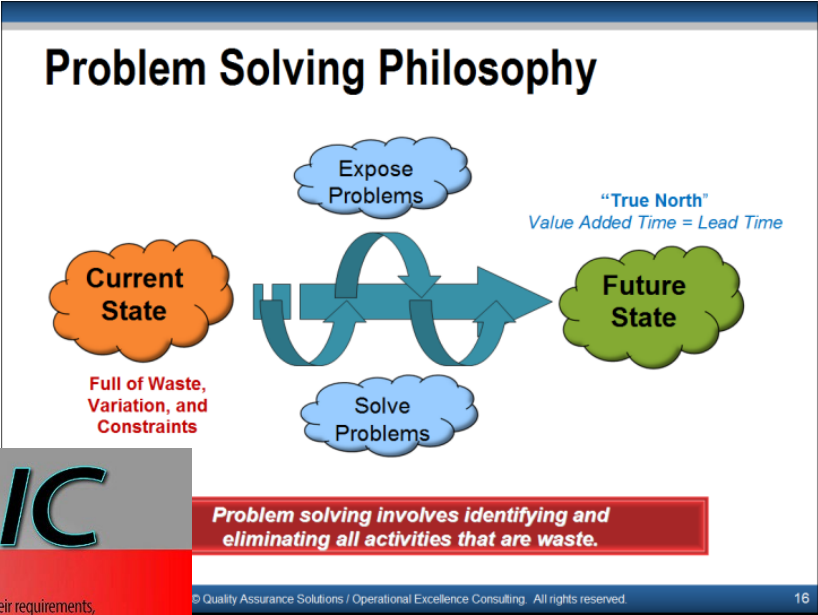 Problem Solving Philosophy
Expose
Problems
“True North”
Value Added Time = Lead Time
Current
State
Future
State
Full of Waste,
Variation, and
Constraints
Solve
Problems
IC
Problem solving involves identifying and
eliminating all activities that are waste.
eir requirements,
© Quality Assurance Solutions / Operational Excellence Consulting. All rights reserved.
16